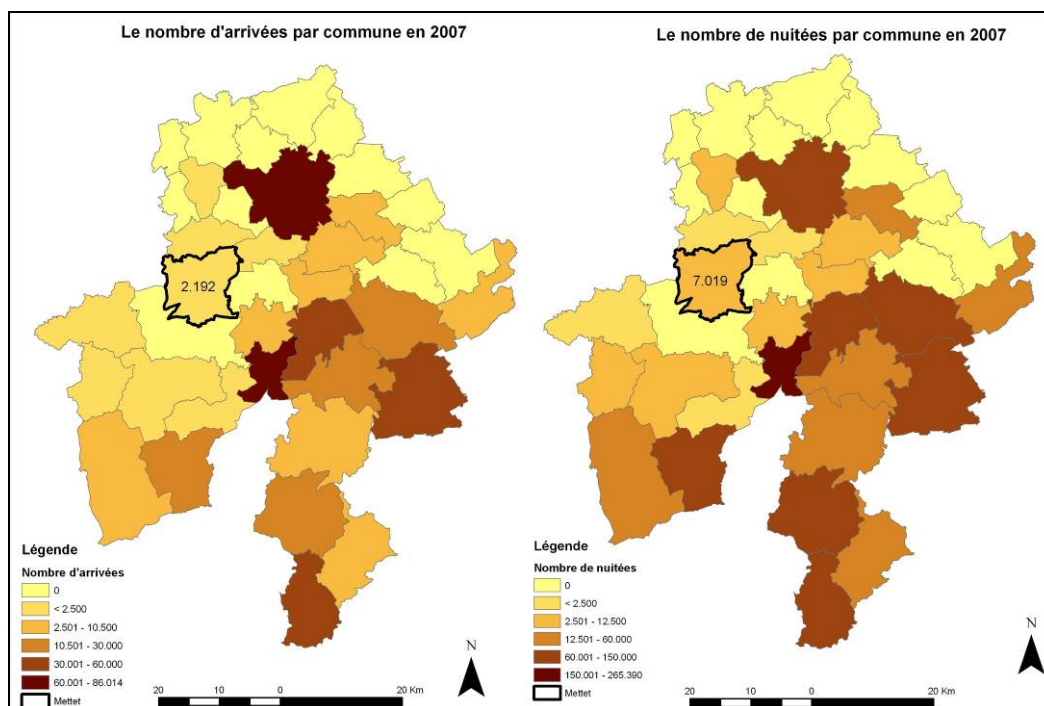 Le nombre d'arrivées par commune en 2007
2.192
Légende
Nombre d'arrivées
0
< 2.500
2.501 - 10.500
10.501 - 30.000
30.001 - 60.000
60.001 - 86.014
Mettet
N
20 10 0 20 Km
Le nombre de nuitées par commune en 2007
7.019
Légende
Nombre de nuitées
0
< 2.500
2.501 - 12.500
12.501 - 60.000
60.001 - 150.000
150.001 - 265.390
Mettet
N
20 10 0 20 Km